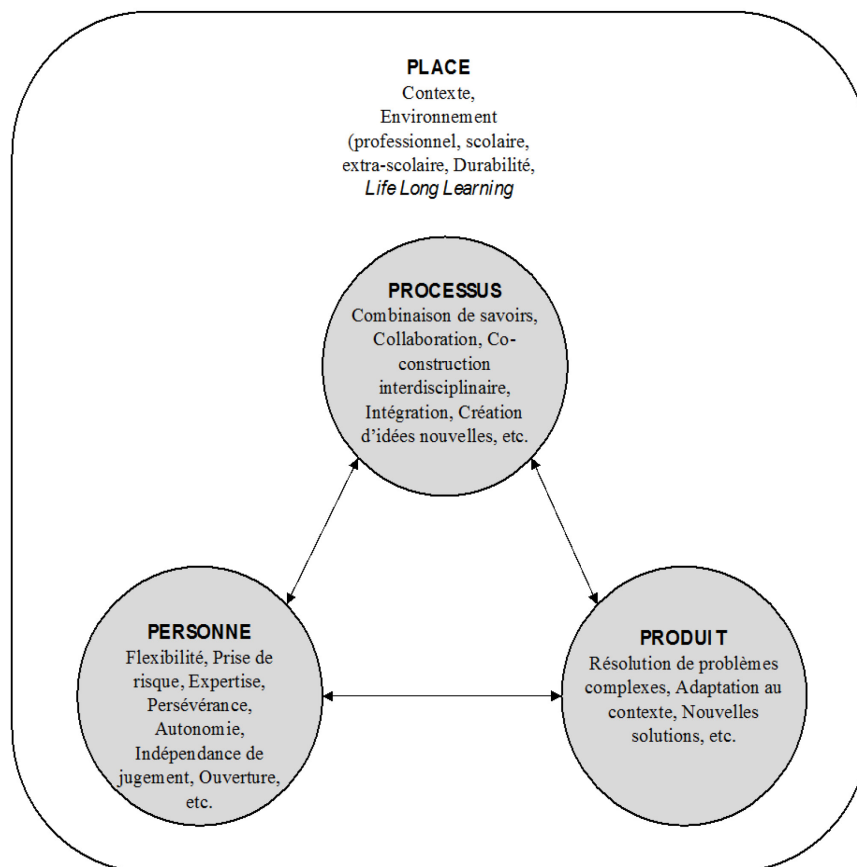 PLACE
Contexte,
Environnement
(professionnel, scolaire,
extra-scolaire, Durabilité,
Life Long Learning
PROCESSUS
Combinaison de savoirs,
Collaboration, Co-
construction
interdisciplinaire,
Intégration, Création
d'idées nouvelles, etc.
PERSONNE
Flexibilité, Prise de
risque, Expertise,
Persévérance,
Autonomie,
Indépendance de
jugement, Ouverture,
etc.
PRODUIT
Résolution de problèmes
complexes, Adaptation au
contexte, Nouvelles
solutions, etc.